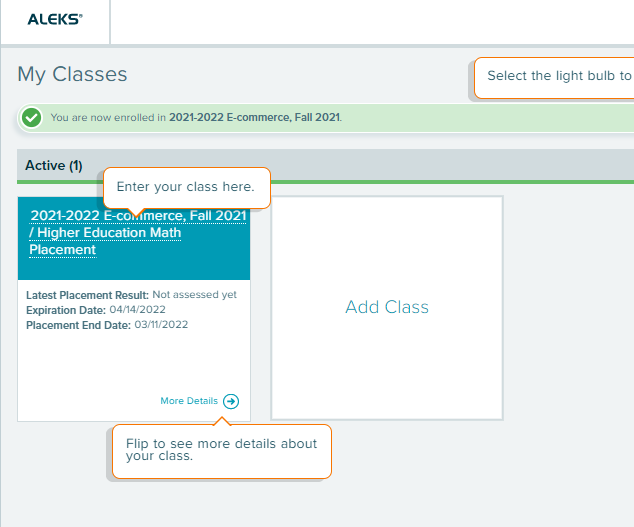 ALEKS®
My Classes
Select the light bulb to
You are now enrolled in 2021-2022 E-commerce, Fall 2021.
Active (1)
Enter your class here.
2021-2022 E-commerce, Fall 2021
/ Higher Education Math
Placement
Latest Placement Result: Not assessed yet
Expiration Date: 04/14/2022
Placement End Date: 03/11/2022
More Details
Add Class
Flip to see more details about
your class.